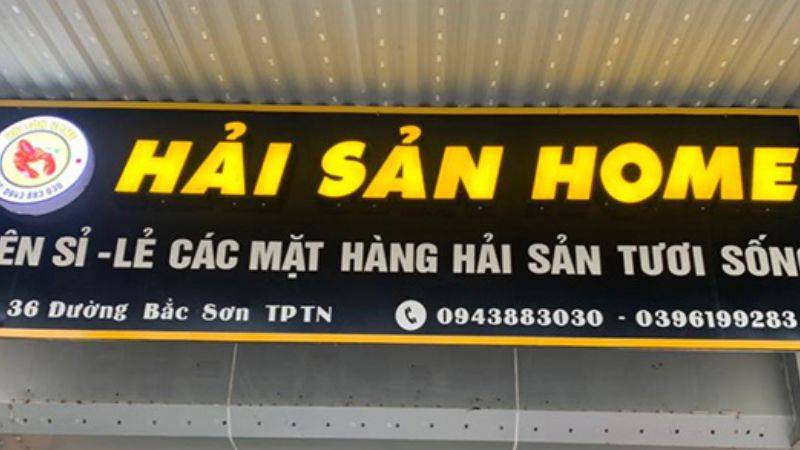 HẢI SẢN HOME
ÊN SỈ - LẺ CÁC MẶT HÀNG HẢI SẢN TƯƠI SỐNG
36 Đường Bắc Sơn TPTN
0943883030 - 0396199283